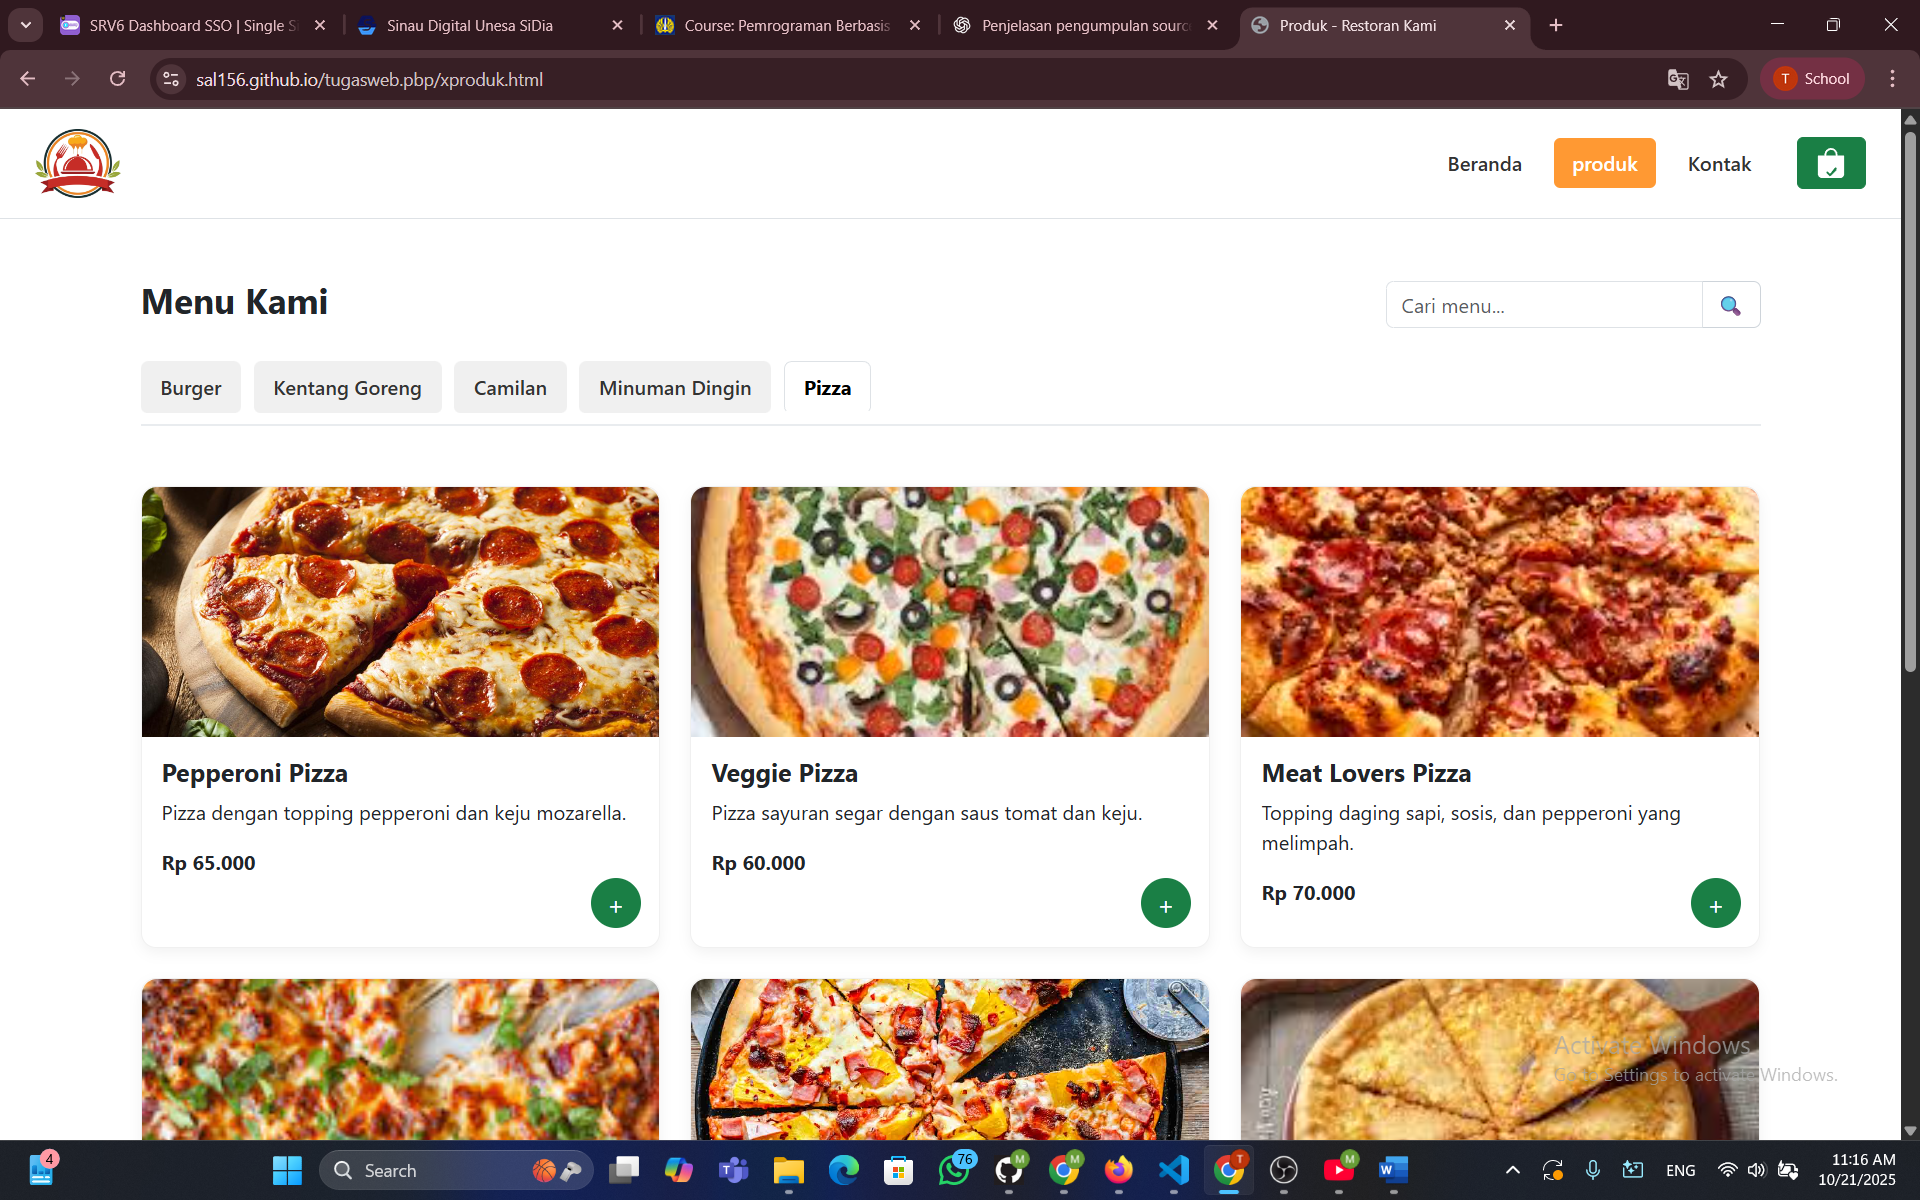 SRV6 Dashboard SSO | Single Si
Sinau Digital Unesa SiDia
Course: Pemrograman Berbasis
Penjelasan pengumpulan sourc
Produk - Restoran Kami
sal156.github.io/tugasweb.pbp/xproduk.html
T School
Beranda
produk
Kontak
Menu Kami
Cari menu...
Burger
Kentang Goreng
Camilan
Minuman Dingin
Pizza
Pepperoni Pizza
Pizza dengan topping pepperoni dan keju mozarella.
Rp 65.000
+
Veggie Pizza
Pizza sayuran segar dengan saus tomat dan keju.
Rp 60.000
+
Meat Lovers Pizza
Topping daging sapi, sosis, dan pepperoni yang
melimpah.
Rp 70.000
+
Activate Windows
Go to Settings to activate Windows.
4
Search
76
M
M
T
M
ENG
11:16 AM
10/21/2025